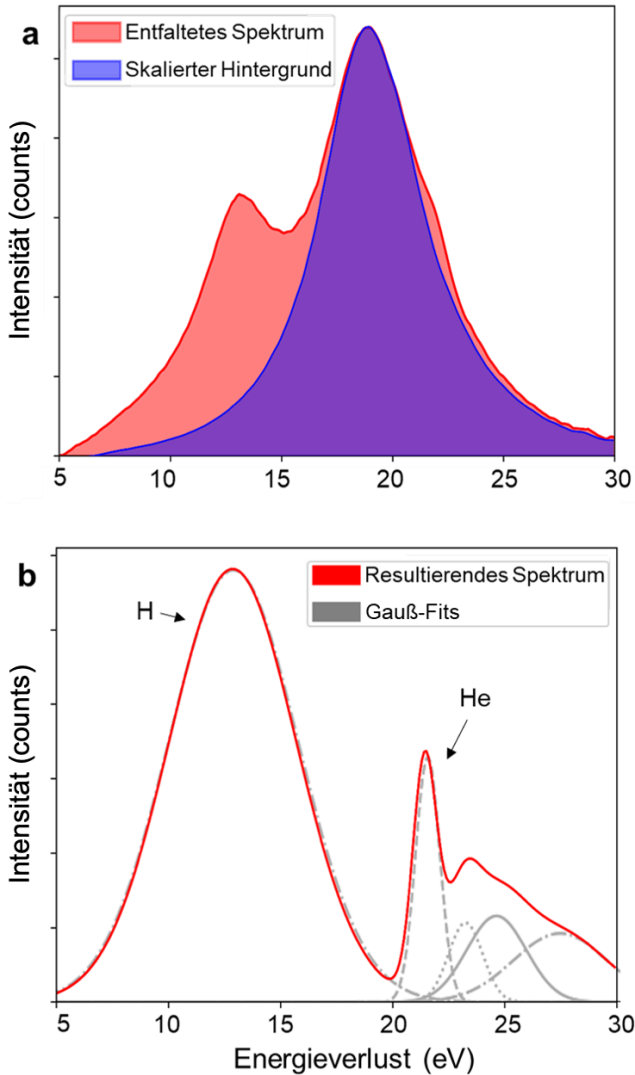 a
Entfaltetes Spektrum
Skalierter Hintergrund
Intensität (counts)
5 10 15 20 25 30
b
Resultierendes Spektrum
Gauß-Fits
H
He
Intensität (counts)
5 10 15 20 25 30
Energieverlust (eV)